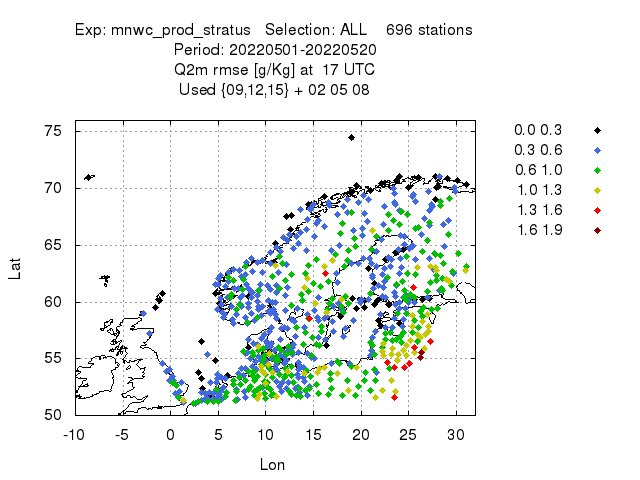 Exp: mnwc_prod_stratus   Selection: ALL    696 stations
Period: 20220501-20220520
Q2m rmse [g/Kg] at  17 UTC
Used {09,12,15} + 02 05 08
0.0 0.3
0.3 0.6
0.6 1.0
1.0 1.3
1.3 1.6
1.6 1.9
75
70
65
60
55
50
Lat
-10 -5 0 5 10 15 20 25 30
Lon